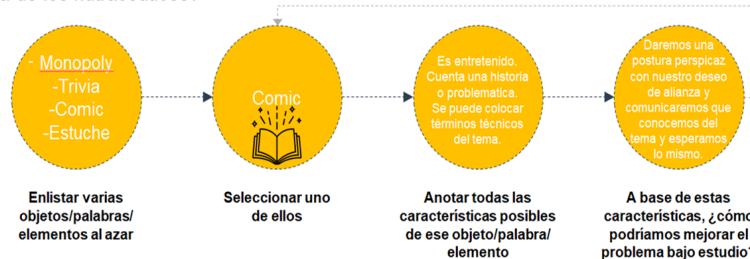 - Monopoly
-Trivia
-Comic
-Estuche
Comic
Es entretenido.
Cuenta una historia
o problematica.
Se puede colocar
términos técnicos
del tema.
Daremos una
postura perspicaz
con nuestro deseo
de alianza y
comunicaremos que
conocemos del
tema y esperamos
lo mismo.
Enlistar varias
objetos/palabras/
elementos al azar
Seleccionar uno
de ellos
Anotar todas las
características posibles
de ese objeto/palabra/
elemento
A base de estas
características, ¿cómo
podríamos mejorar el
problema bajo estudio?